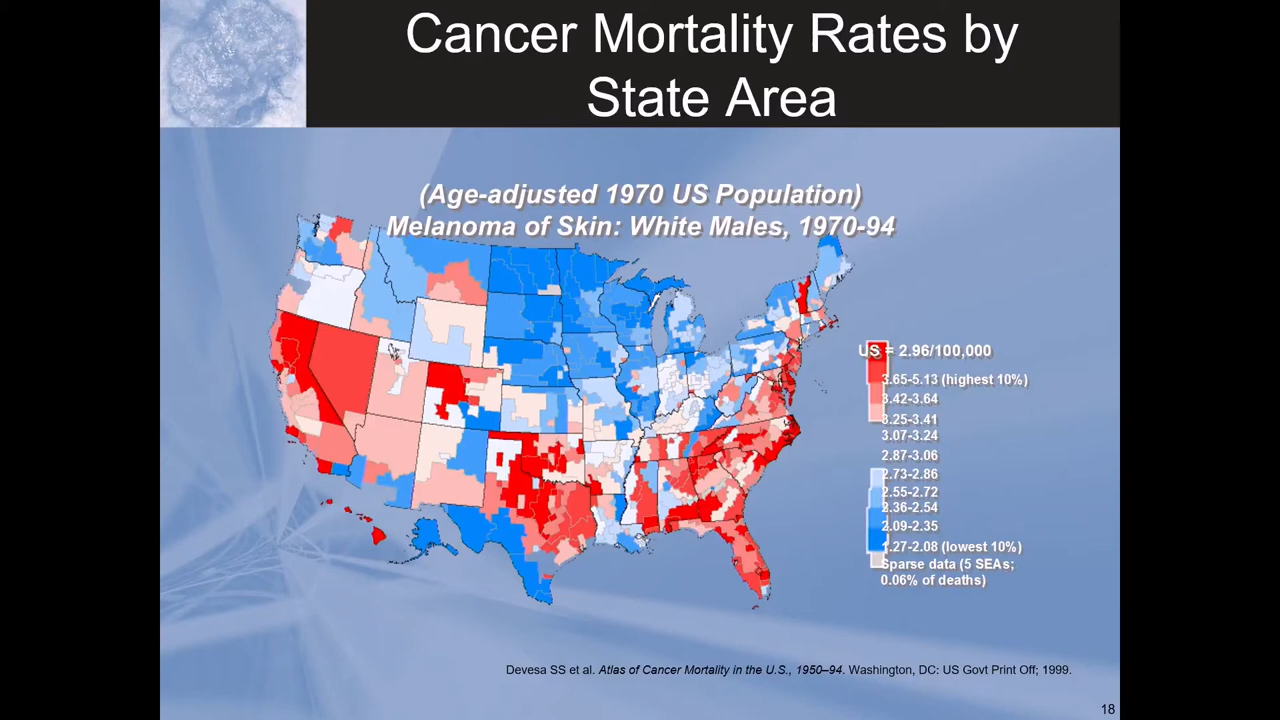 Cancer Mortality Rates by
State Area
(Age-adjusted 1970 US Population)
Melanoma of Skin: White Males, 1970-94
US = 2.96/100,000
3.65-5.13 (highest 10%)
3.42-3.64
3.25-3.41
3.07-3.24
2.87-3.06
2.73-2.86
2.55-2.72
2.36-2.54
2.09-2.35
1.27-2.08 (lowest 10%)
Sparse data (5 SEAs;
0.06% of deaths)
Devesa SS et al. Atlas of Cancer Mortality in the U.S., 1950–94. Washington, DC: US Govt Print Off; 1999.
18